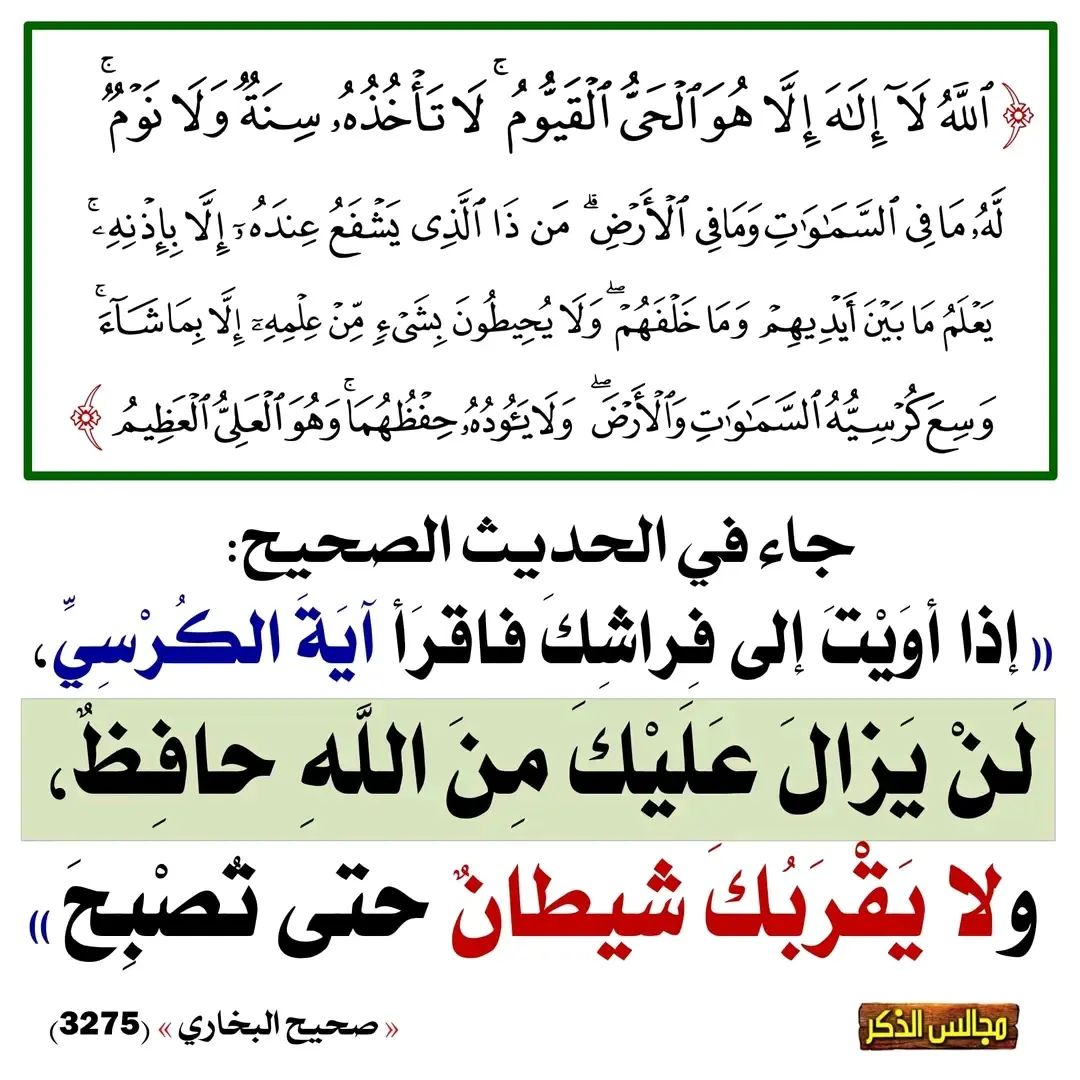 ﴿ ٱللَّهُ لَآ إِلَٰهَ إِلَّا هُوَ ٱلْحَىُّ ٱلْقَيُّومُ ۚ لَا تَأْخُذُهُۥ سِنَةٌ وَلَا نَوْمٌ ۚ
لَّهُۥ مَا فِى ٱلسَّمَٰوَٰتِ وَمَا فِى ٱلْأَرْضِ ۗ مَن ذَا ٱلَّذِى يَشْفَعُ عِندَهُۥٓ إِلَّا بِإِذْنِهِۦ ۚ
يَعْلَمُ مَا بَيْنَ أَيْدِيهِمْ وَمَا خَلْفَهُمْ ۖ وَلَا يُحِيطُونَ بِشَىْءٍ مِّنْ عِلْمِهِۦٓ إِلَّا بِمَا شَآءَ ۚ
وَسِعَ كُرْسِيُّهُ ٱلسَّمَٰوَٰتِ وَٱلْأَرْضَ ۖ وَلَا يَـُٔودُهُۥ حِفْظُهُمَا ۚ وَهُوَ ٱلْعَلِىُّ ٱلْعَظِيمُ ﴾
جاء في الحديث الصحيح:
(( إذا أوَيْتَ إلى فِراشِكَ فاقرَأ آيَةَ الكُرْسِيِّ،
لَنْ يَزالَ عَلَيْكَ مِنَ اللَّهِ حافِظٌ،
ولا يَقْرَبُكَ شيطانٌ حتى تُصْبِحَ ))
« صحيح البخاري » (3275)
مجالس الذكر